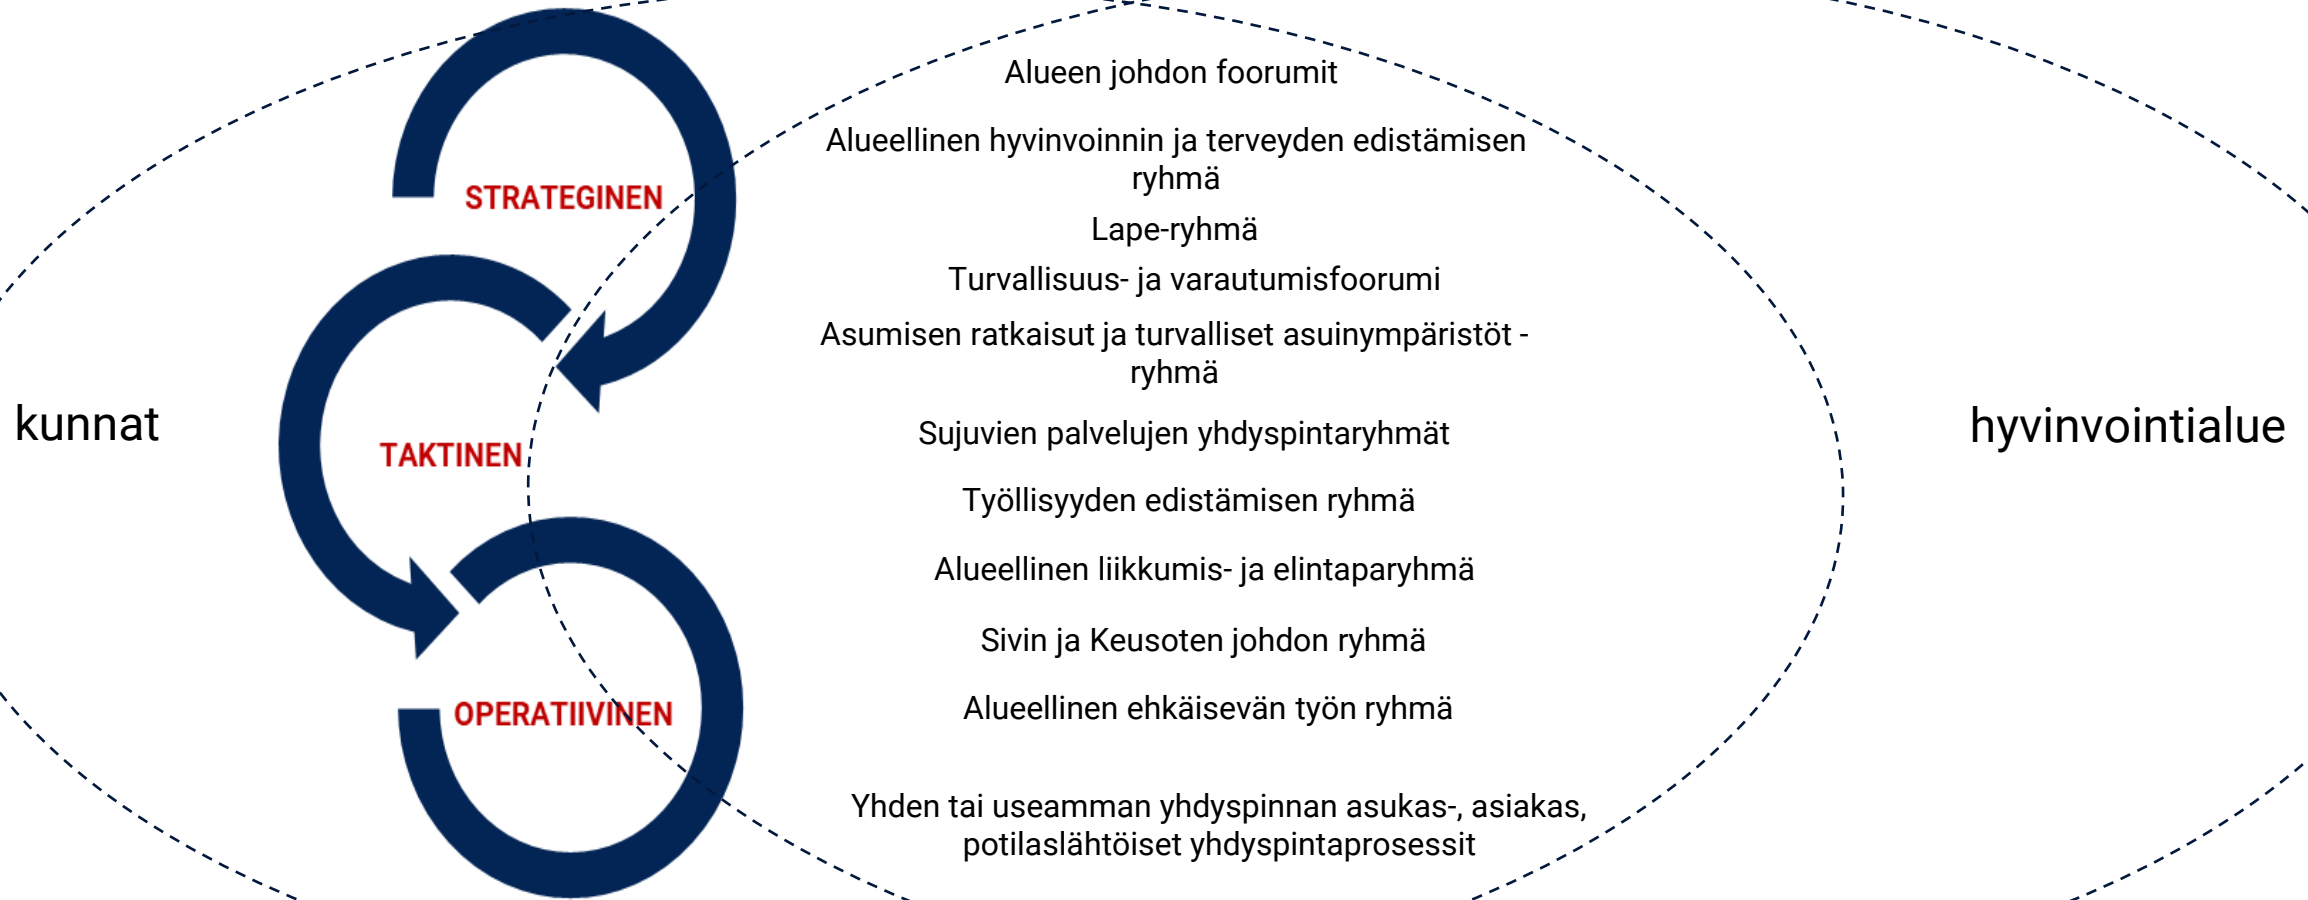 Alueen johdon foorumit
Alueellinen hyvinvoinnin ja terveyden edistämisen
ryhmä
STRATEGINEN
Lape-ryhmä
Turvallisuus- ja varautumisfoorumi
Asumisen ratkaisut ja turvalliset asuinympäristöt -
ryhmä
kunnat
hyvinvointialue
Sujuvien palvelujen yhdyspintaryhmät
TAKTINEN
Työllisyyden edistämisen ryhmä
Alueellinen liikkumis- ja elintaparyhmä
Sivin ja Keusoten johdon ryhmä
Alueellinen ehkäisevän työn ryhmä
OPERATIIVINEN
Yhden tai useamman yhdyspinnan asukas-, asiakas,
potilaslähtöiset yhdyspintaprosessit